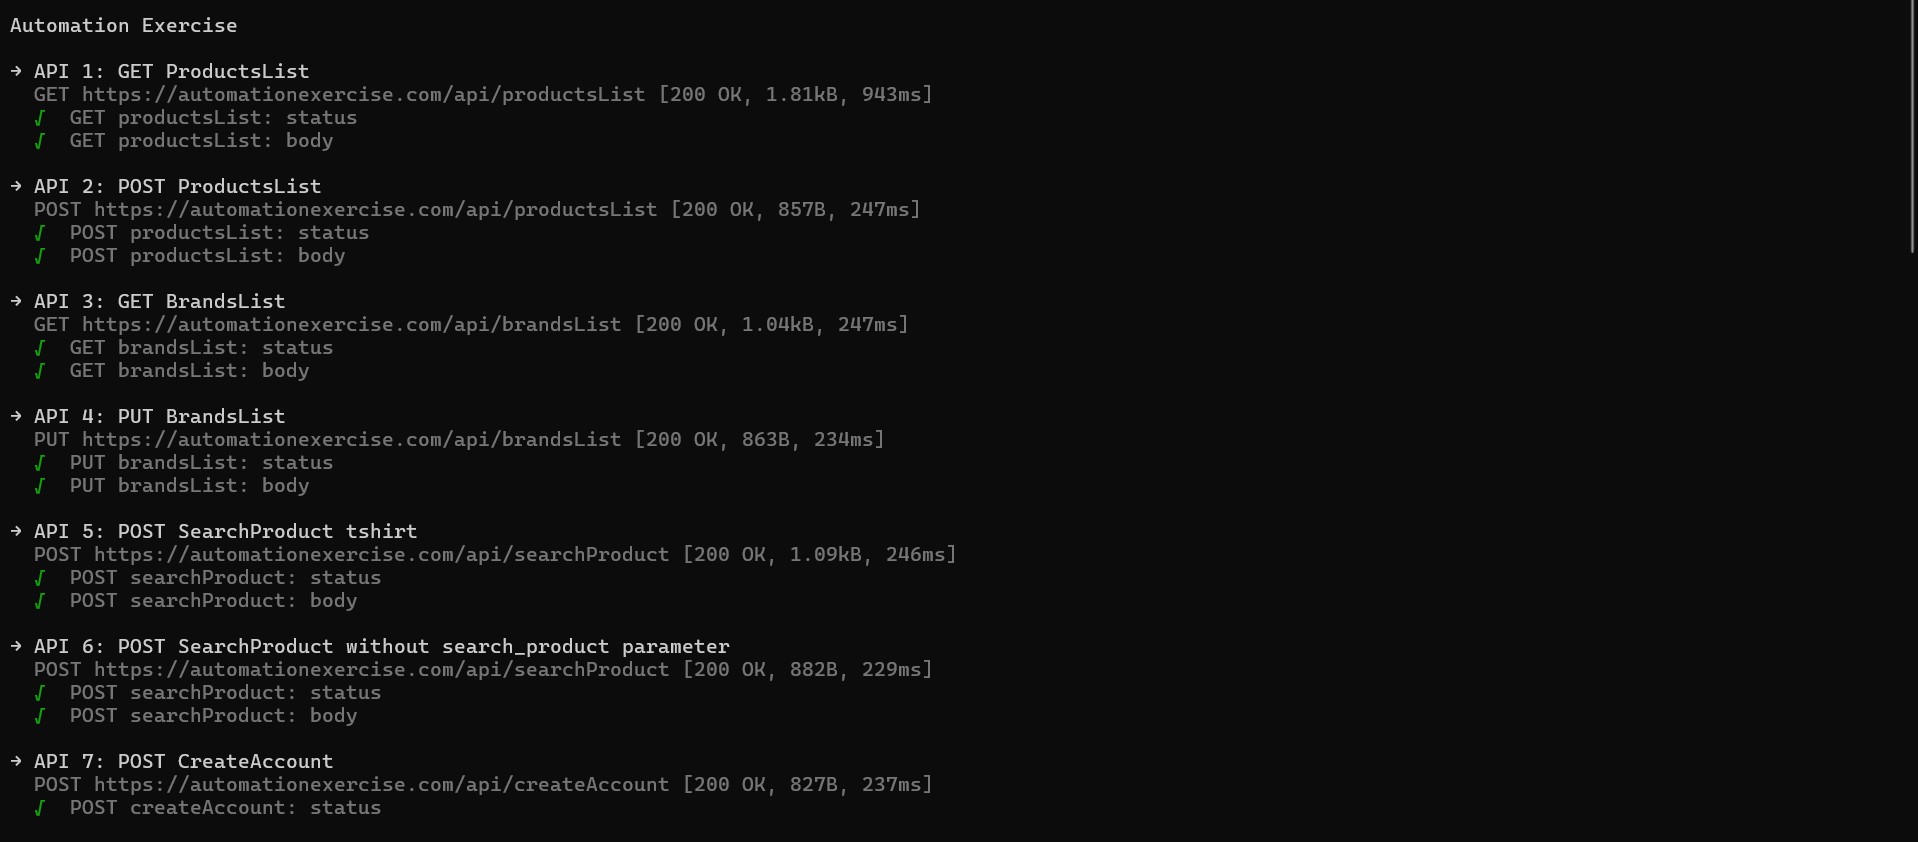 Automation Exercise
→ API 1: GET ProductsList
GET https://automationexercise.com/api/productsList [200 OK, 1.81kB, 943ms]
√ GET productsList: status
√ GET productsList: body
→ API 2: POST ProductsList
POST https://automationexercise.com/api/productsList [200 OK, 857B, 247ms]
√ POST productsList: status
√ POST productsList: body
→ API 3: GET BrandsList
GET https://automationexercise.com/api/brandsList [200 OK, 1.04kB, 247ms]
√ GET brandsList: status
√ GET brandsList: body
→ API 4: PUT BrandsList
PUT https://automationexercise.com/api/brandsList [200 OK, 863B, 234ms]
√ PUT brandsList: status
√ PUT brandsList: body
→ API 5: POST SearchProduct tshirt
POST https://automationexercise.com/api/searchProduct [200 OK, 1.09kB, 246ms]
√ POST searchProduct: status
√ POST searchProduct: body
→ API 6: POST SearchProduct without search_product parameter
POST https://automationexercise.com/api/searchProduct [200 OK, 882B, 229ms]
√ POST searchProduct: status
√ POST searchProduct: body
→ API 7: POST CreateAccount
POST https://automationexercise.com/api/createAccount [200 OK, 827B, 237ms]
√ POST createAccount: status